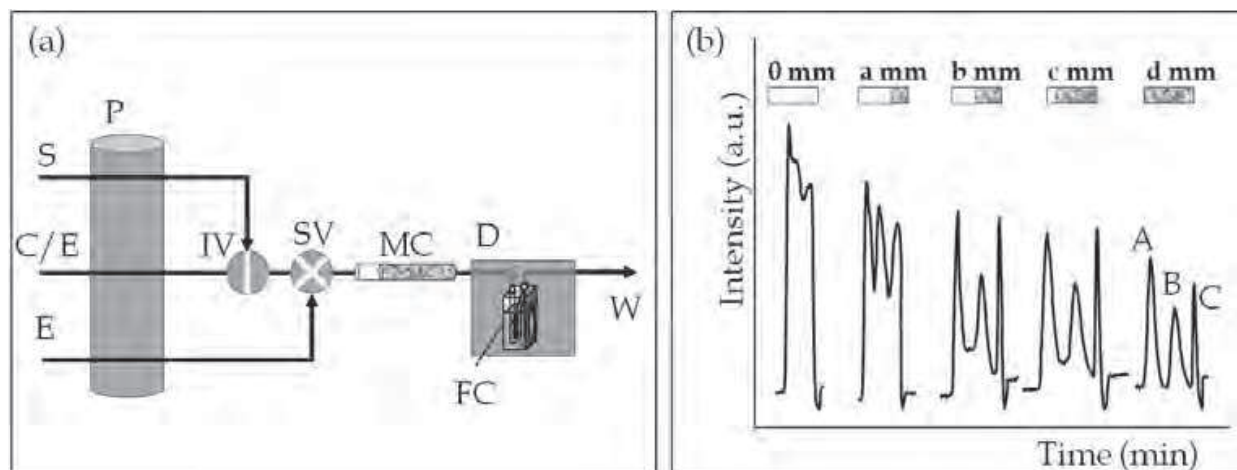 (a)
P
S
C/E
IV
SV
MC
D
W
E
FC
(b)
0 mm
a mm
b mm
c mm
d mm
Intensity (a.u.)
A
B
C
Time (min)